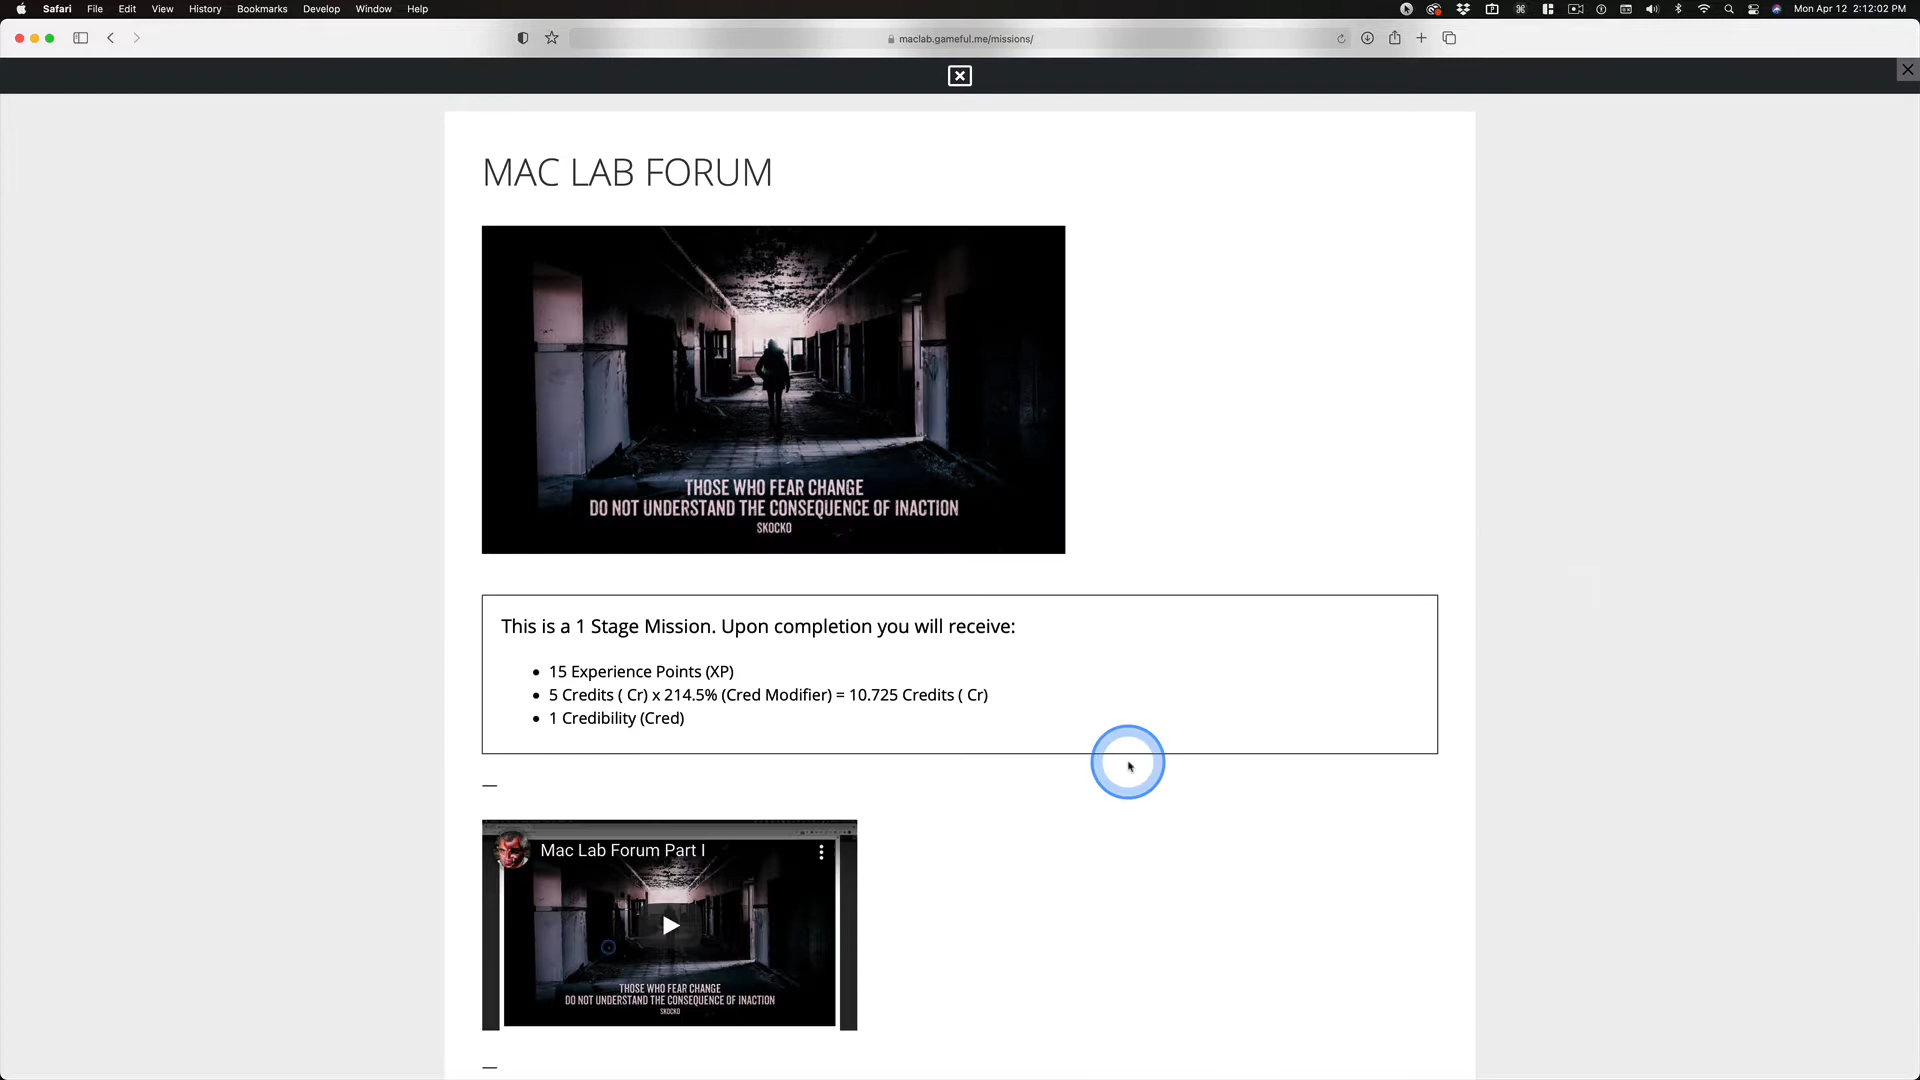 Safari File Edit View History Bookmarks Develop Window Help Mon Apr 12 2:12:02 PM
maclab.gameful.me/missions/
MAC LAB FORUM
THOSE WHO FEAR CHANGE
DO NOT UNDERSTAND THE CONSEQUENCE OF INACTION
SKOCKO
This is a 1 Stage Mission. Upon completion you will receive:
• 15 Experience Points (XP)
• 5 Credits ( Cr) x 214.5% (Cred Modifier) = 10.725 Credits ( Cr)
• 1 Credibility (Cred)
—
Mac Lab Forum Part I
THOSE WHO FEAR CHANGE
DO NOT UNDERSTAND THE CONSEQUENCE OF INACTION
SKOCKO
—